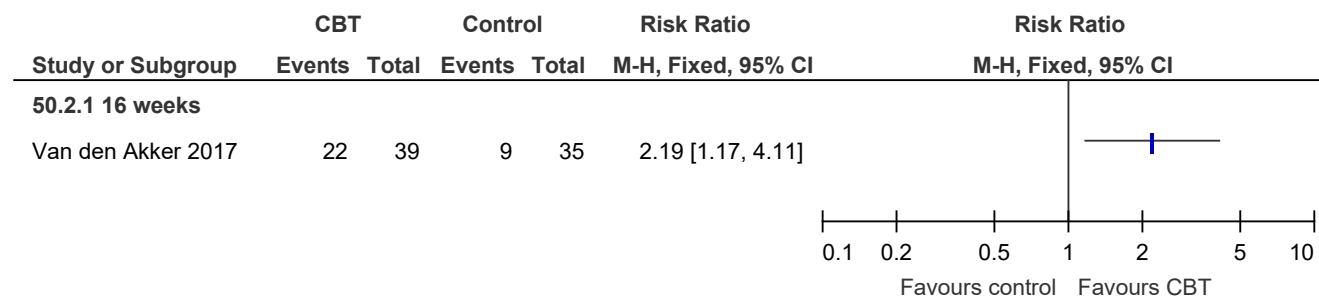 CBT Control Risk Ratio Risk Ratio
Study or Subgroup Events Total Events Total M-H, Fixed, 95% CI M-H, Fixed, 95% CI
50.2.1 16 weeks
Van den Akker 2017 22 39 9 35 2.19 [1.17, 4.11]
0.1 0.2 0.5 1 2 5 10
Favours control Favours CBT